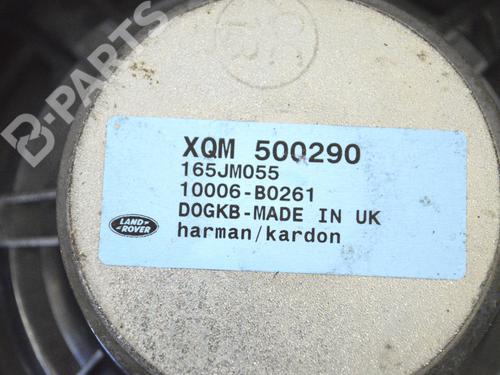 B-PARTS
XQM 500290
165JM055
10006-B0261
DOGKB-MADE IN UK
harman/kardon
LAND
ROVER